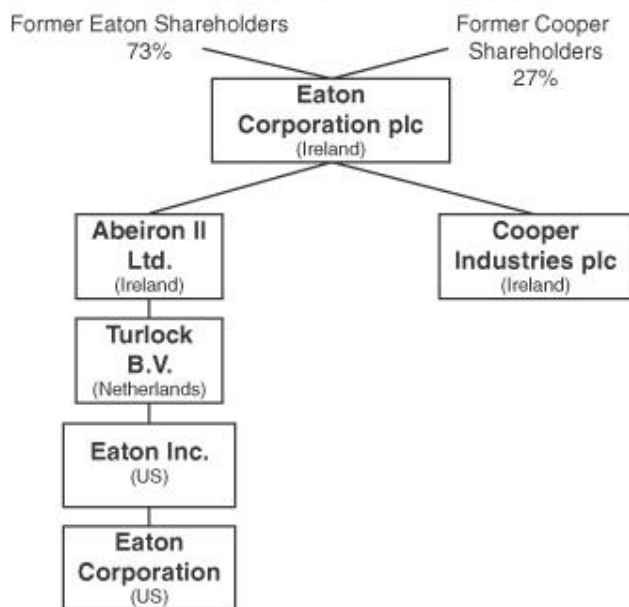 Former Eaton Shareholders
73%
Former Cooper
Shareholders
27%
Eaton
Corporation plc
(Ireland)
Abeiron II
Ltd.
(Ireland)
Cooper
Industries plc
(Ireland)
Turlock
B.V.
(Netherlands)
Eaton Inc.
(US)
Eaton
Corporation
(US)